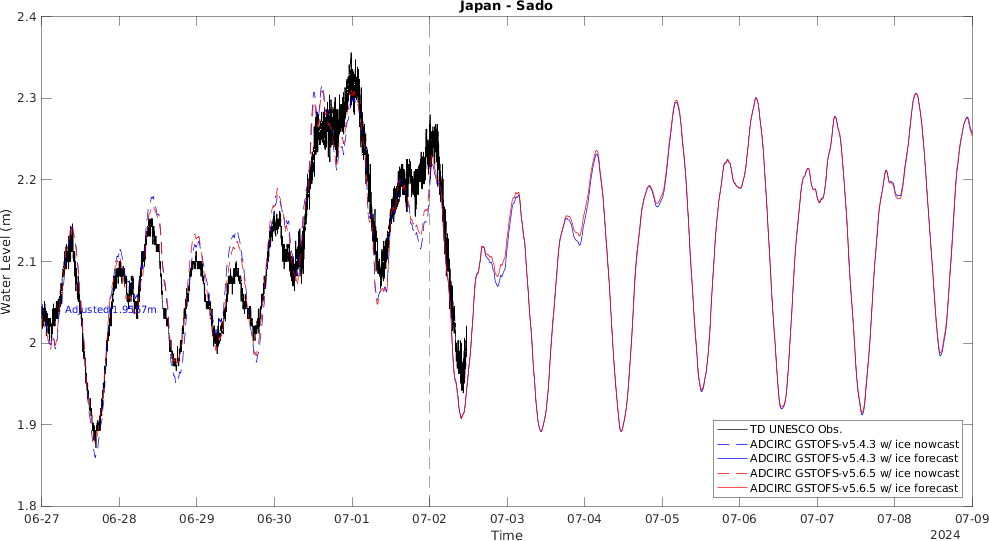 Japan - Sado
Water Level (m)
2.4
2.3
2.2
2.1
2
1.9
1.8
TD UNESCO Obs.
ADCIRC GSTOFS-v5.4.3 w/ ice nowcast
ADCIRC GSTOFS-v5.4.3 w/ ice forecast
ADCIRC GSTOFS-v5.6.5 w/ ice nowcast
ADCIRC GSTOFS-v5.6.5 w/ ice forecast
06-27 06-28 06-29 06-30 07-01 07-02 07-03 07-04 07-05 07-06 07-07 07-08 07-09
Time
2024